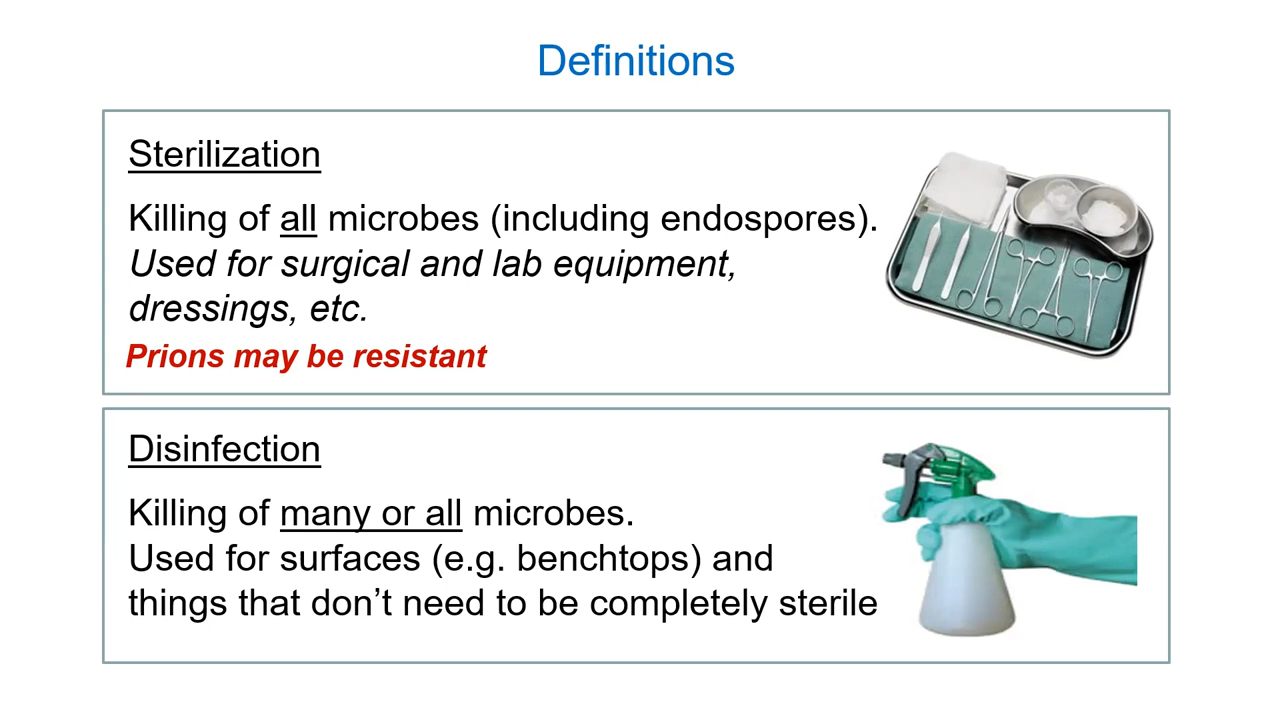 Definitions
Sterilization
Killing of all microbes (including endospores).
Used for surgical and lab equipment,
dressings, etc.
Prions may be resistant
Disinfection
Killing of many or all microbes.
Used for surfaces (e.g. benchtops) and
things that don’t need to be completely sterile